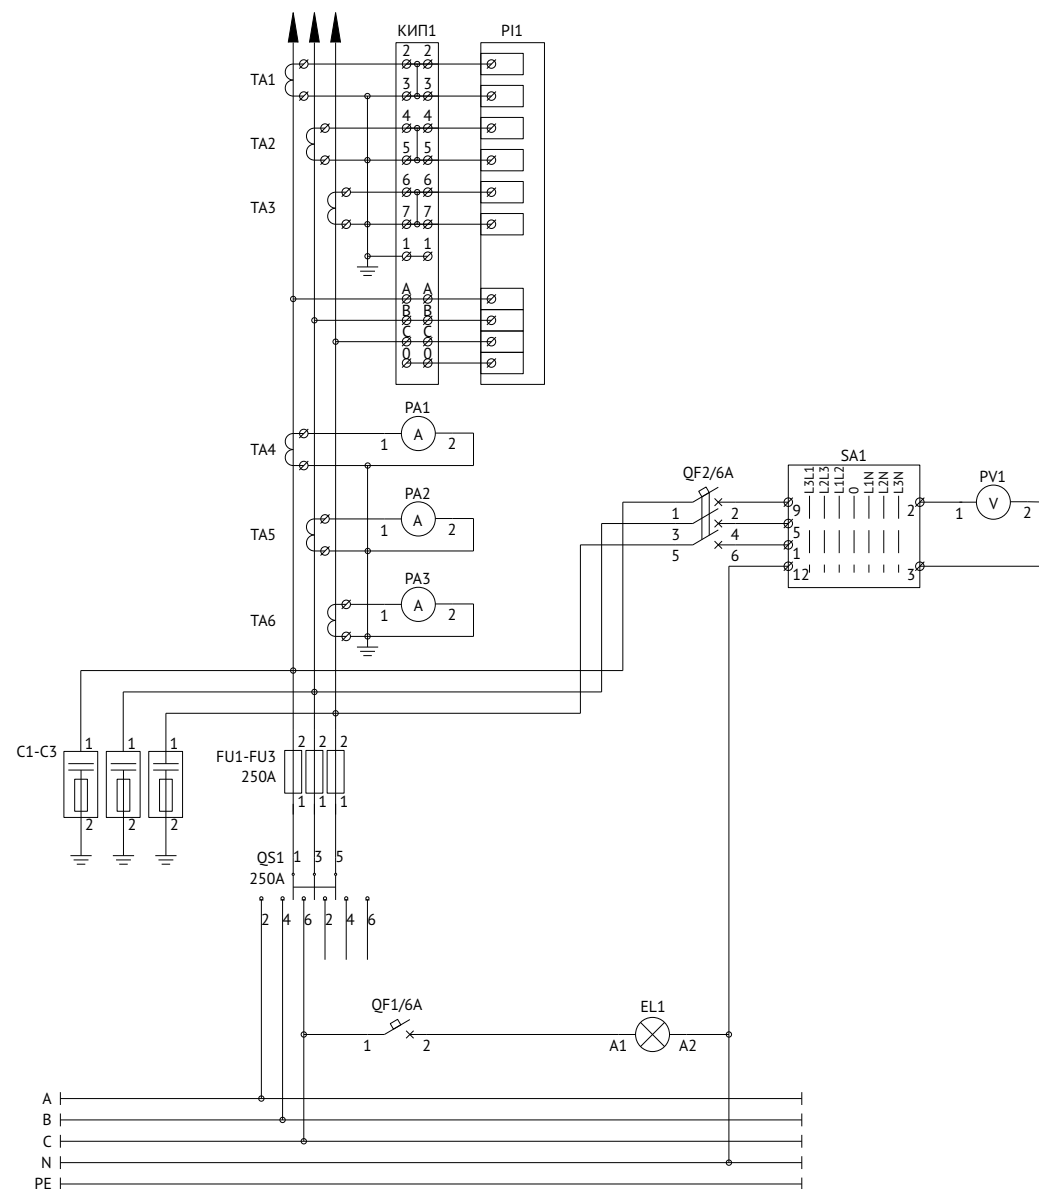 КИП1 PI1
2 2
TA1
3 3
4 4
TA2
5 5
6 6
TA3
7 7
1 1
A A
B B
C C
0 0
PA1
A
1 2
TA4
PA2
A
1 2
TA5
PA3
A
1 2
TA6
QF2/6A
1 2
3 4
5 6
SA1
L3L1 L2L3 L1L2 0 L1N L2N L3N
9 2
5
1
12 3
PV1
V
1 2
C1-C3
1 1 1
2 2 2
FU1-FU3
250A
2 2 2
1 1 1
QS1
250A
1 3 5
2 4 6 2 4 6
QF1/6A
1 2
EL1
A1 A2
A
B
C
N
PE